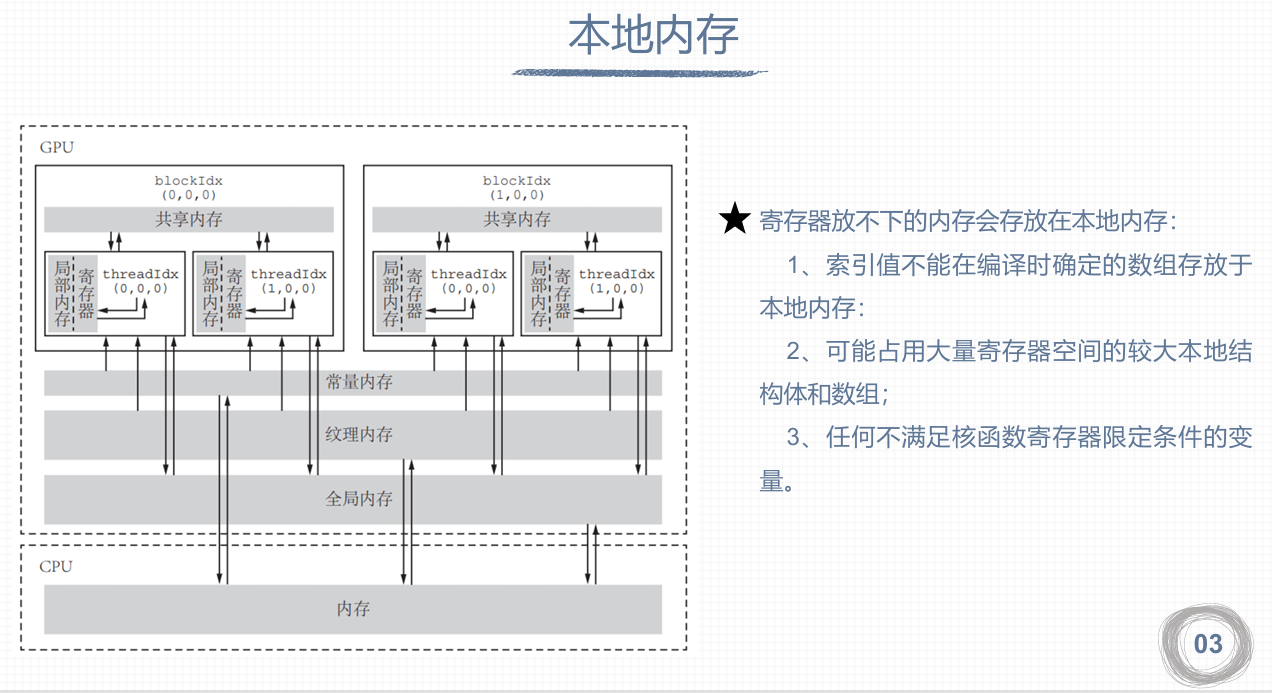 本地内存
GPU
blockIdx
(0,0,0)
共享内存
局部内存
寄存器
threadIdx
(0,0,0)
局部内存
寄存器
threadIdx
(1,0,0)
blockIdx
(1,0,0)
共享内存
局部内存
寄存器
threadIdx
(0,0,0)
局部内存
寄存器
threadIdx
(1,0,0)
常量内存
纹理内存
全局内存
CPU
内存
寄存器放不下的内存会存放在本地内存：
1、索引值不能在编译时确定的数组存放于
本地内存：
2、可能占用大量寄存器空间的较大本地结
构体和数组；
3、任何不满足核函数寄存器限定条件的变
量。
03